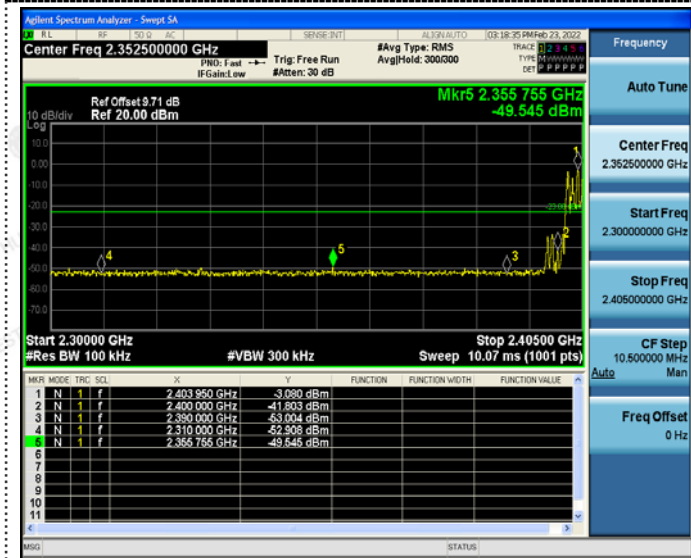 Agilent Spectrum Analyzer - Swept SA
RL RF 50 Ω AC SENSE:INT ALIGNAUTO 03:18:35 PM Feb 23, 2022
Center Freq 2.352500000 GHz
PNO: Fast
IFGain:Low
Trig: Free Run
#Atten: 30 dB
#Avg Type: RMS
Avg|Hold: 300/300
TRACE 1 2 3 4 5 6
TYPE MWWWWW
DET P P P P P P
Frequency
Auto Tune
Ref Offset 9.71 dB
10 dB/div Ref 20.00 dBm
Log
Mkr5 2.355 755 GHz
-49.545 dBm
10.0
0.00
-10.0
-20.0
-40.0
-50.0
-60.0
-70.0
1
2
3
4
5
Center Freq
2.352500000 GHz
Start Freq
2.300000000 GHz
Stop Freq
2.405000000 GHz
Start 2.30000 GHz Stop 2.40500 GHz
#Res BW 100 kHz #VBW 300 kHz Sweep 10.07 ms (1001 pts)
CF Step
10.500000 MHz
Auto Man
Freq Offset
0 Hz
MKR MODE TRC SCL X Y FUNCTION FUNCTION WIDTH FUNCTION VALUE
1 N 1 f 2.403 950 GHz -3.080 dBm
2 N 1 f 2.400 000 GHz -41.803 dBm
3 N 1 f 2.390 000 GHz -53.004 dBm
4 N 1 f 2.310 000 GHz -52.908 dBm
5 N 1 f 2.355 755 GHz -49.545 dBm
6
7
8
9
10
11
MSG STATUS